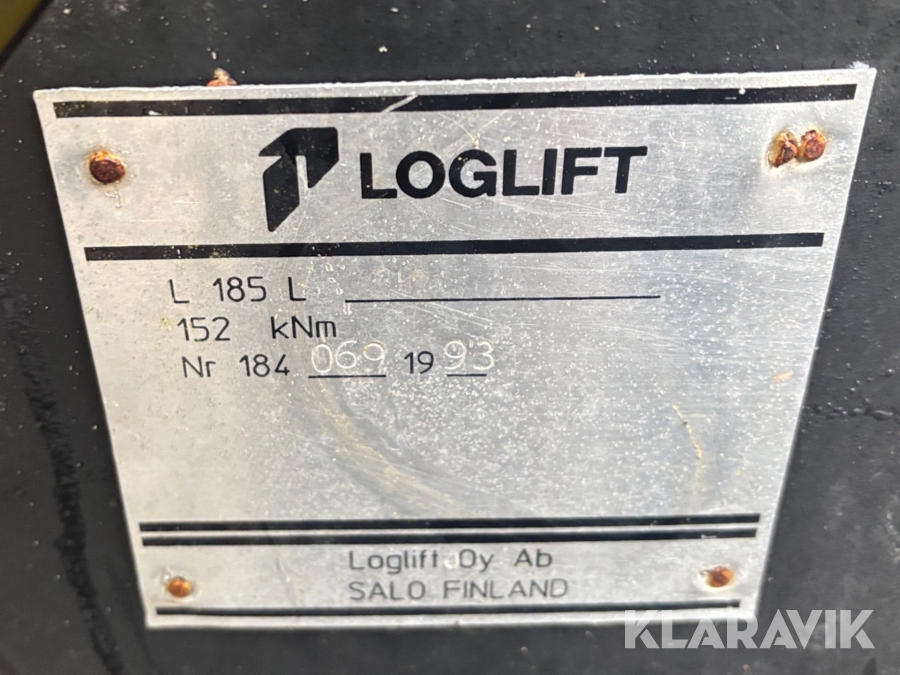 LOGLIFT
L 185 L
152 kNm
Nr 184 069 1993
Loglift Oy Ab
SALO FINLAND
KLARAVIK